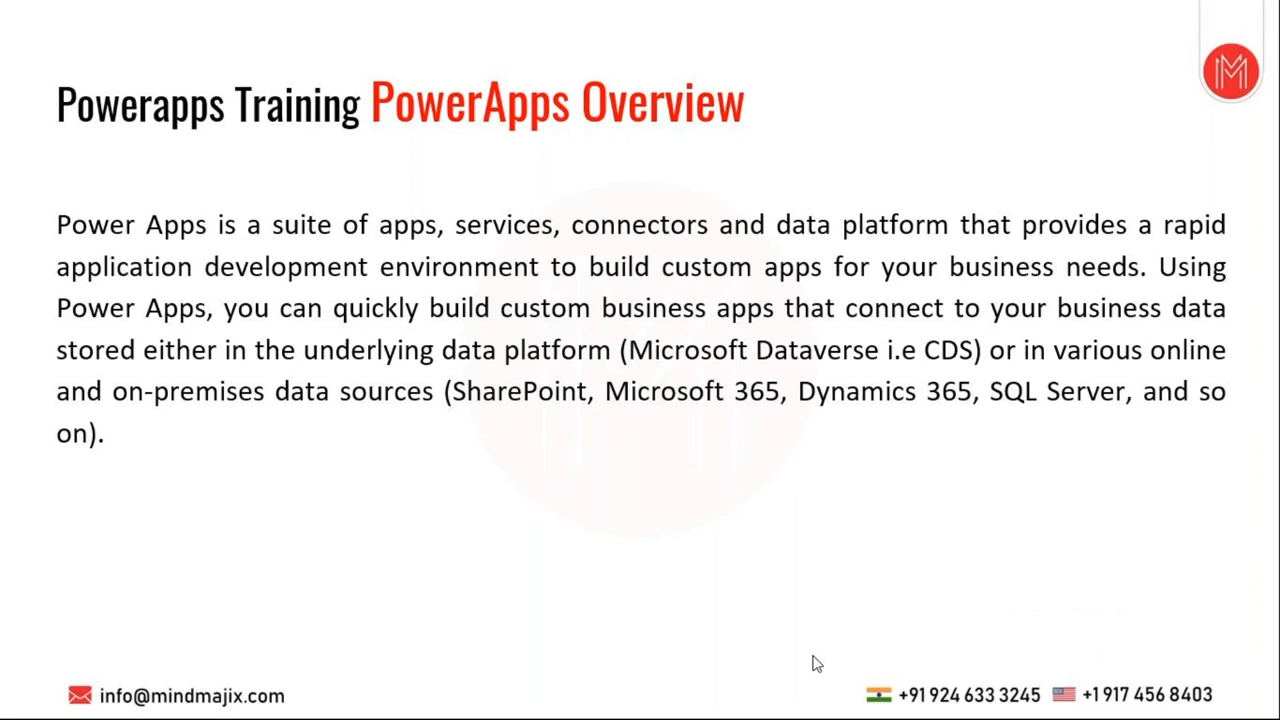 Powerapps Training PowerApps Overview
Power Apps is a suite of apps, services, connectors and data platform that provides a rapid
application development environment to build custom apps for your business needs. Using
Power Apps, you can quickly build custom business apps that connect to your business data
stored either in the underlying data platform (Microsoft Dataverse i.e CDS) or in various online
and on-premises data sources (SharePoint, Microsoft 365, Dynamics 365, SQL Server, and so
on).
info@mindmajix.com +91 924 633 3245 +1 917 456 8403